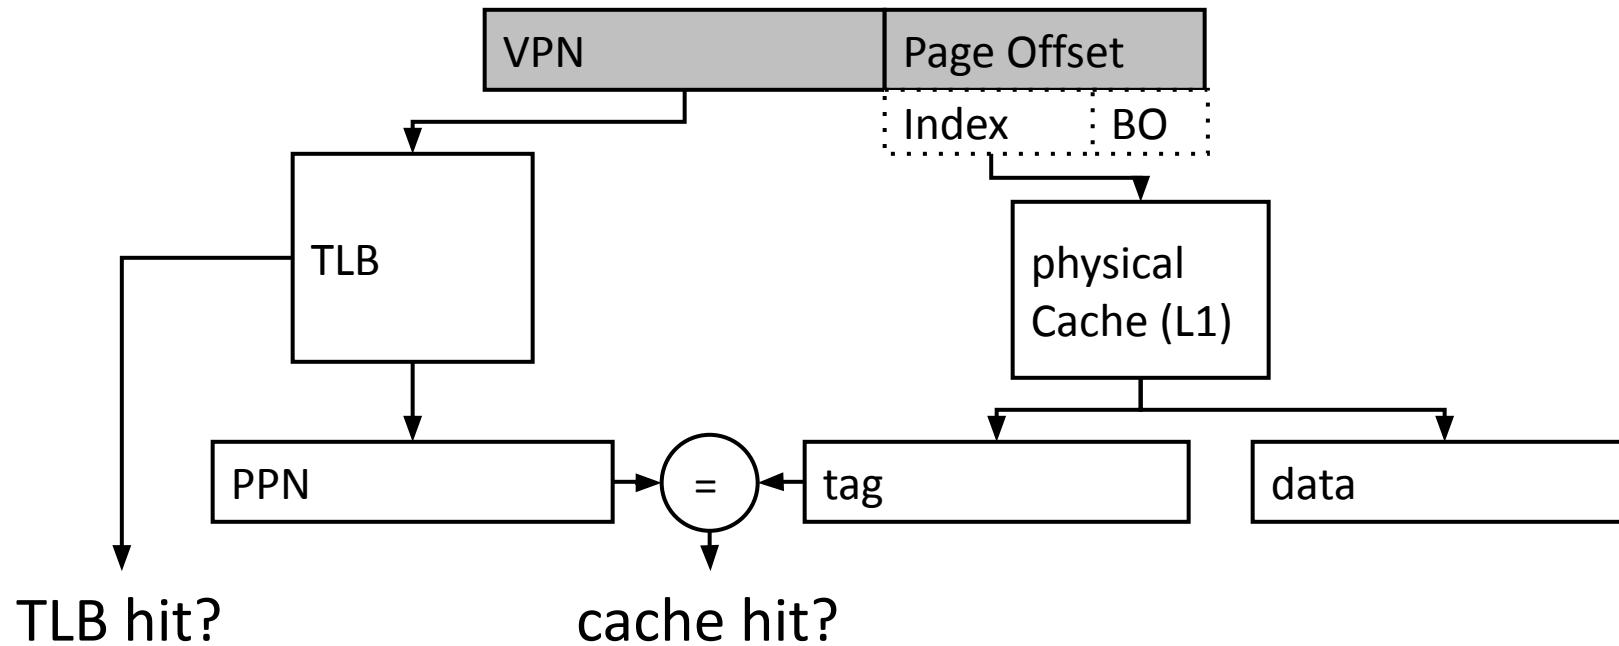 VPN
Page Offset
Index
BO
TLB
physical
Cache (L1)
PPN
=
tag
data
TLB hit?
cache hit?